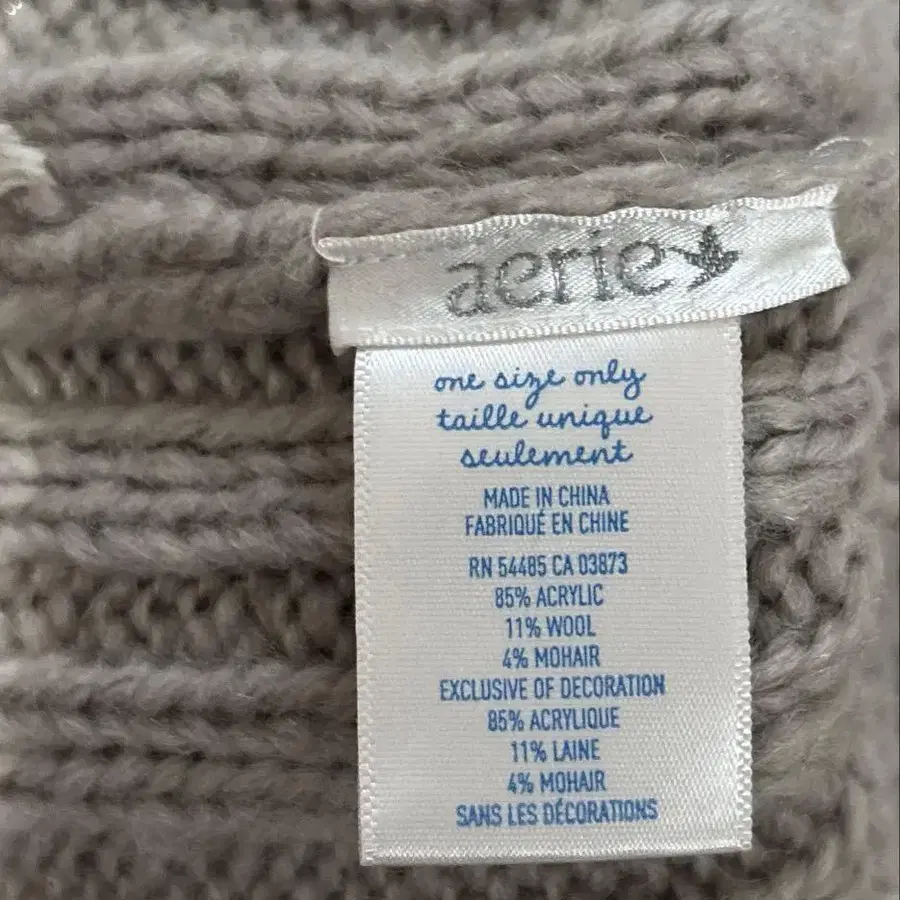 aerie
one size only
taille unique
seulement
MADE IN CHINA
FABRIQUÉ EN CHINE
RN 54485 CA 03873
85% ACRYLIC
11% WOOL
4% MOHAIR
EXCLUSIVE OF DECORATION
85% ACRYLIQUE
11% LAINE
4% MOHAIR
SANS LES DÉCORATIONS